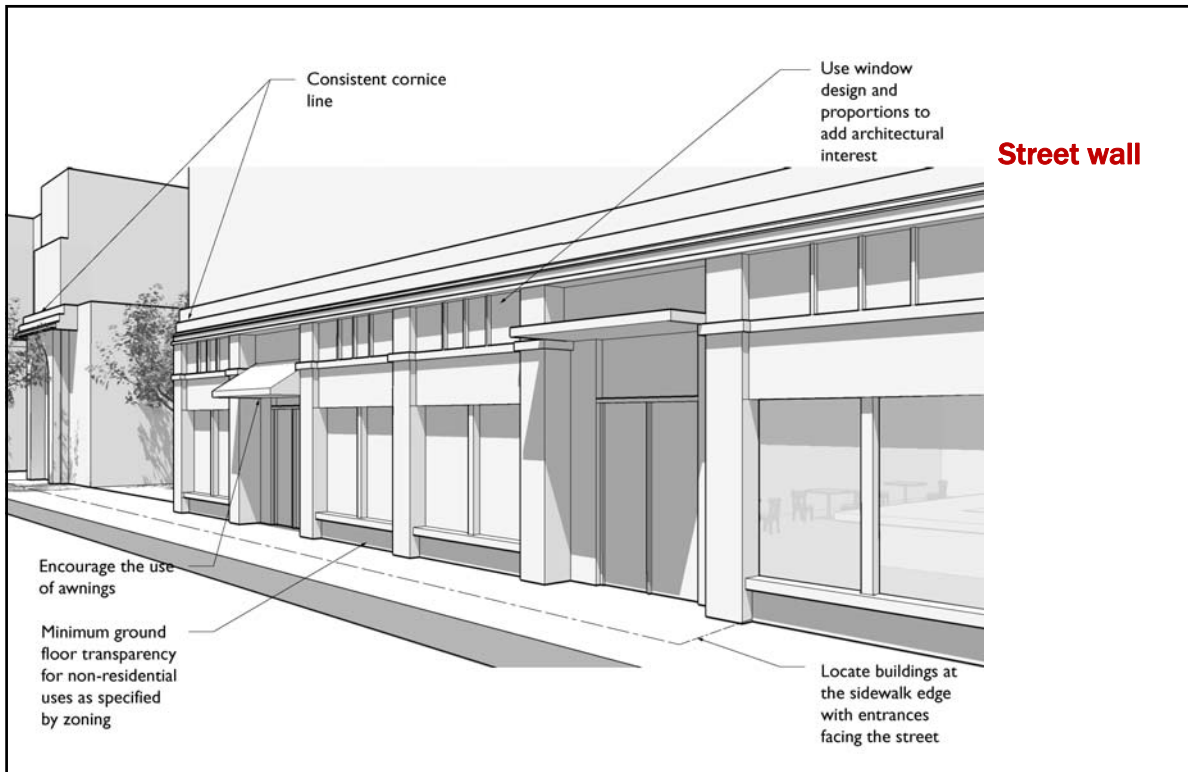 Consistent cornice
line
Use window
design and
proportions to
add architectural
interest
Street wall
Encourage the use
of awnings
Minimum ground
floor transparency
for non-residential
uses as specified
by zoning
Locate buildings at
the sidewalk edge
with entrances
facing the street